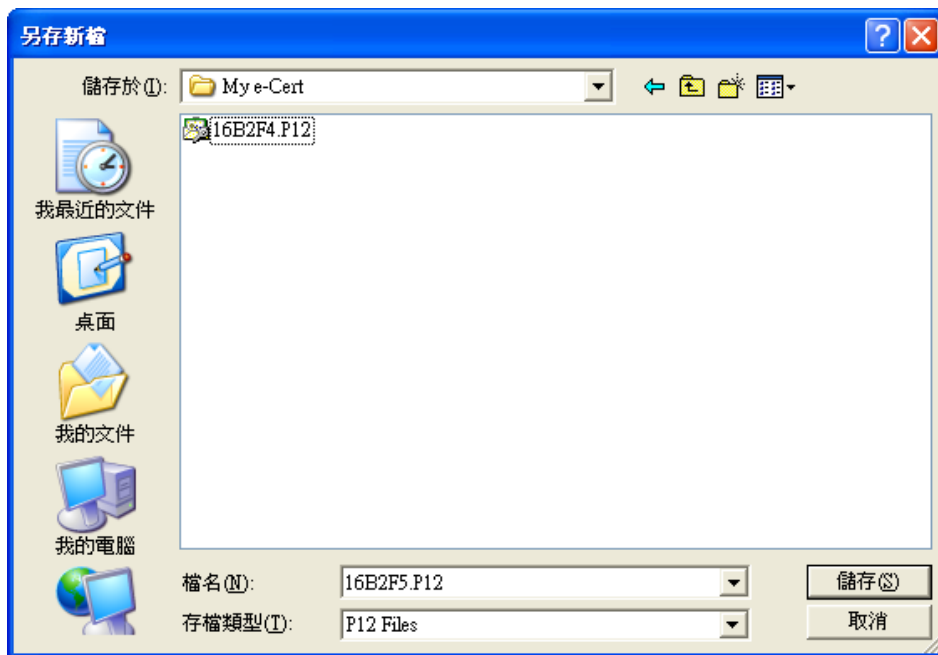 另存新檔
儲存於(I): My e-Cert
16B2F4.P12
我最近的文件
桌面
我的文件
我的電腦
檔名(N): 16B2F5.P12 儲存(S)
存檔類型(T): P12 Files 取消